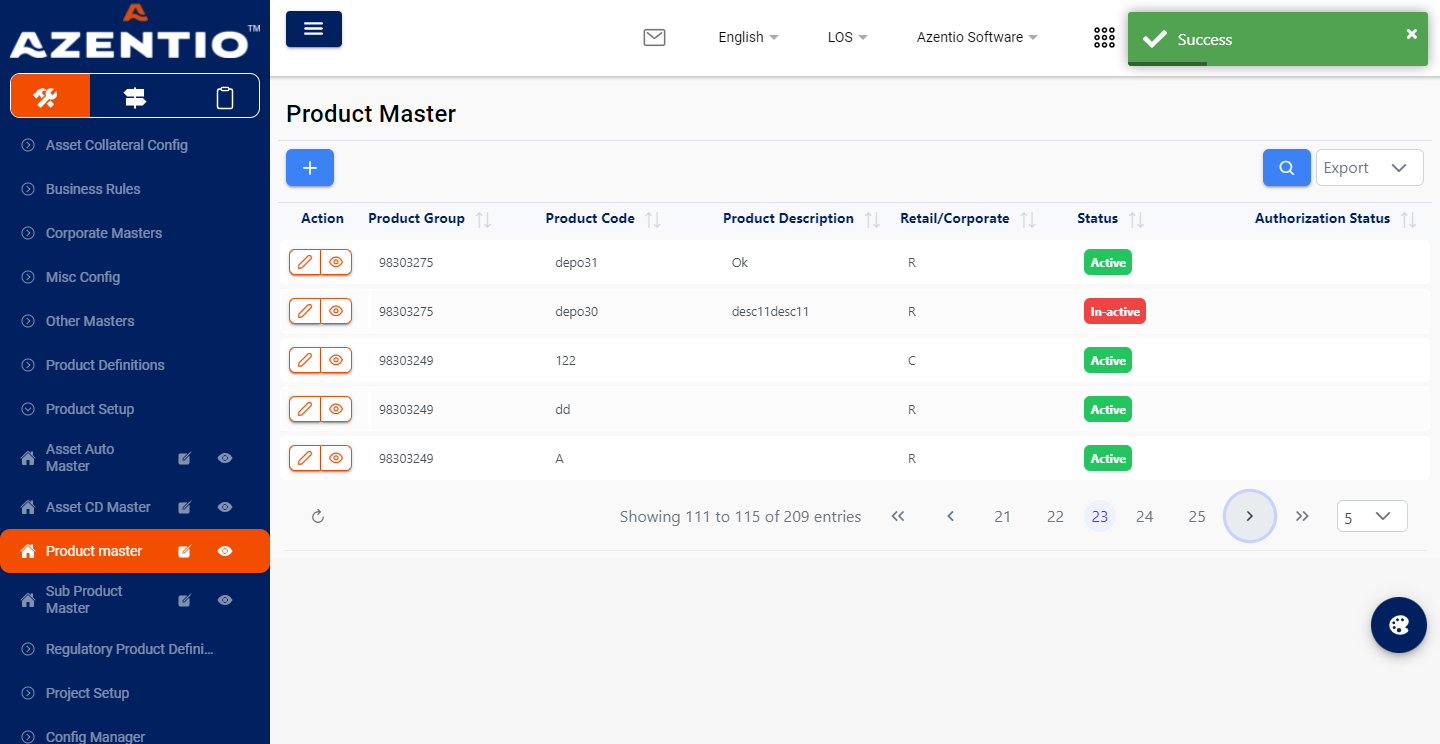 AZENTIO™
English
LOS
Azentio Software
Success
Product Master
Export
Action Product Group Product Code Product Description Retail/Corporate Status Authorization Status
98303275 depo31 Ok R Active
98303275 depo30 desc11desc11 R In-active
98303249 122 C Active
98303249 dd R Active
98303249 A R Active
Showing 111 to 115 of 209 entries 21 22 23 24 25 5
Asset Collateral Config
Business Rules
Corporate Masters
Misc Config
Other Masters
Product Definitions
Product Setup
Asset Auto
Master
Asset CD Master
Product master
Sub Product
Master
Regulatory Product Defini...
Project Setup
Config Manager